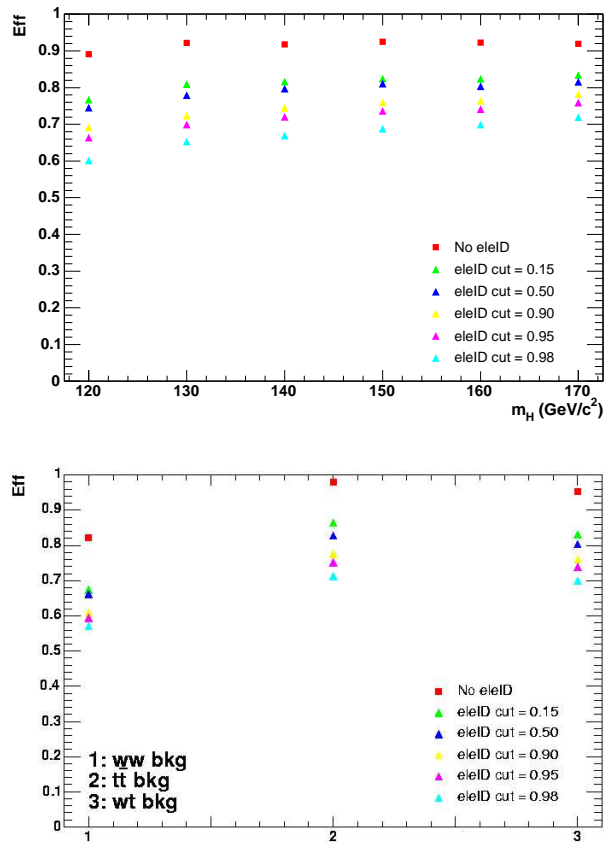 Eff
1
0.9
0.8
0.7
0.6
0.5
0.4
0.3
0.2
0.1
0
No eleID
eleID cut = 0.15
eleID cut = 0.50
eleID cut = 0.90
eleID cut = 0.95
eleID cut = 0.98
120 130 140 150 160 170
m_H (GeV/c²)
Eff
1
0.9
0.8
0.7
0.6
0.5
0.4
0.3
0.2
0.1
0
No eleID
eleID cut = 0.15
eleID cut = 0.50
eleID cut = 0.90
eleID cut = 0.95
eleID cut = 0.98
1: ww bkg
2: tt̄ bkg
3: wt bkg
1 2 3